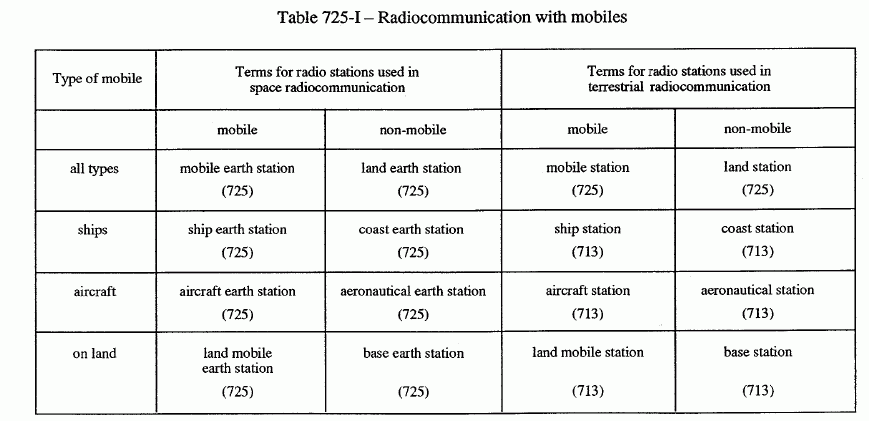 Table 725-I – Radiocommunication with mobiles
Type of mobile
Terms for radio stations used in
space radiocommunication
Terms for radio stations used in
terrestrial radiocommunication
mobile
non-mobile
mobile
non-mobile
all types
mobile earth station
(725)
land earth station
(725)
mobile station
(725)
land station
(725)
ships
ship earth station
(725)
coast earth station
(725)
ship station
(713)
coast station
(713)
aircraft
aircraft earth station
(725)
aeronautical earth station
(725)
aircraft station
(713)
aeronautical station
(713)
on land
land mobile
earth station
(725)
base earth station
(725)
land mobile station
(713)
base station
(713)